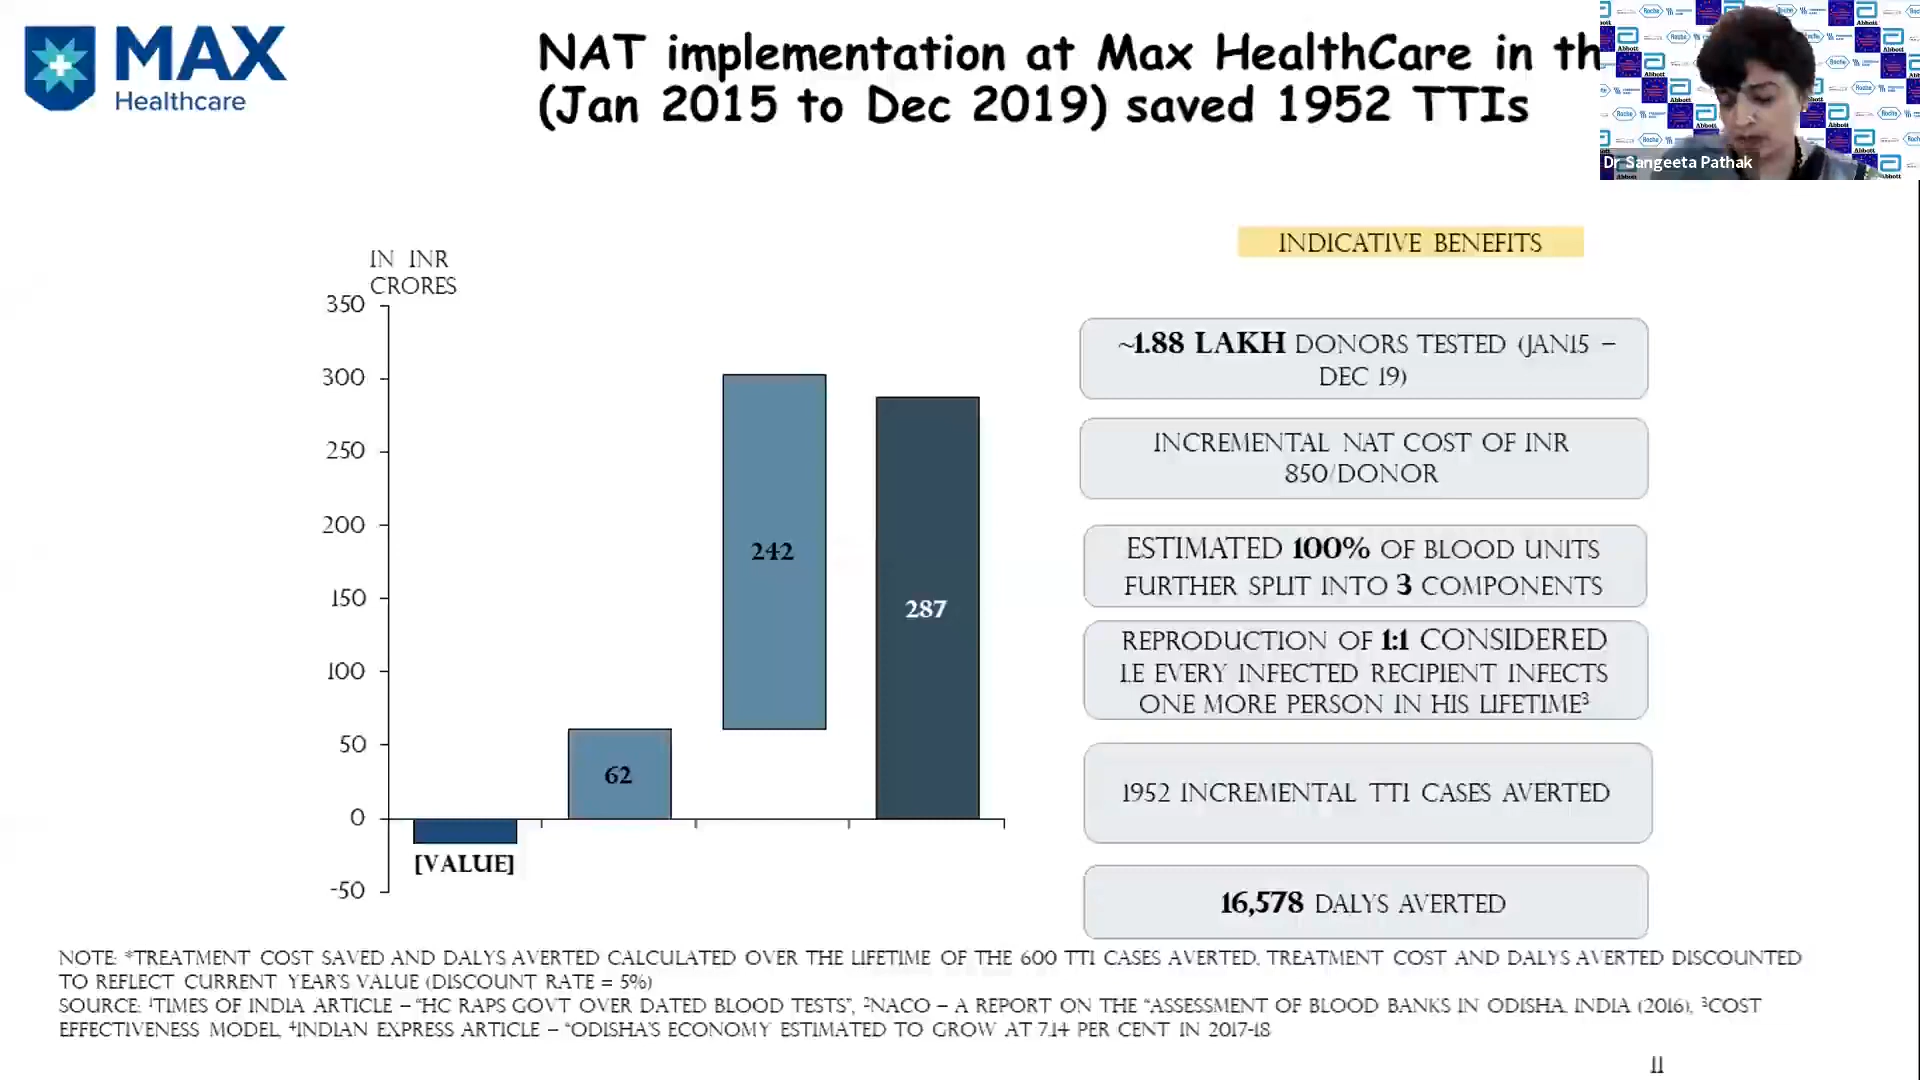 MAX
Healthcare
NAT implementation at Max HealthCare in th
(Jan 2015 to Dec 2019) saved 1952 TTIs
Dr Sangeeta Pathak
Roche
Abbott
IN INR
CRORES
350
300
250
200
150
100
50
0
-50
[VALUE]
62
242
287
INDICATIVE BENEFITS
~1.88 LAKH DONORS TESTED (JAN15 –
DEC 19)
INCREMENTAL NAT COST OF INR
850/DONOR
ESTIMATED 100% OF BLOOD UNITS
FURTHER SPLIT INTO 3 COMPONENTS
REPRODUCTION OF 1:1 CONSIDERED
I.E EVERY INFECTED RECIPIENT INFECTS
ONE MORE PERSON IN HIS LIFETIME³
1952 INCREMENTAL TTI CASES AVERTED
16,578 DALYS AVERTED
NOTE: *TREATMENT COST SAVED AND DALYS AVERTED CALCULATED OVER THE LIFETIME OF THE 600 TTI CASES AVERTED, TREATMENT COST AND DALYS AVERTED DISCOUNTED
TO REFLECT CURRENT YEAR'S VALUE (DISCOUNT RATE = 5%)
SOURCE: ¹TIMES OF INDIA ARTICLE – "HC RAPS GOVT OVER DATED BLOOD TESTS", ²NACO – A REPORT ON THE "ASSESSMENT OF BLOOD BANKS IN ODISHA, INDIA (2016), ³COST
EFFECTIVENESS MODEL, ⁴INDIAN EXPRESS ARTICLE – "ODISHA'S ECONOMY ESTIMATED TO GROW AT 7.14 PER CENT IN 2017-18
11